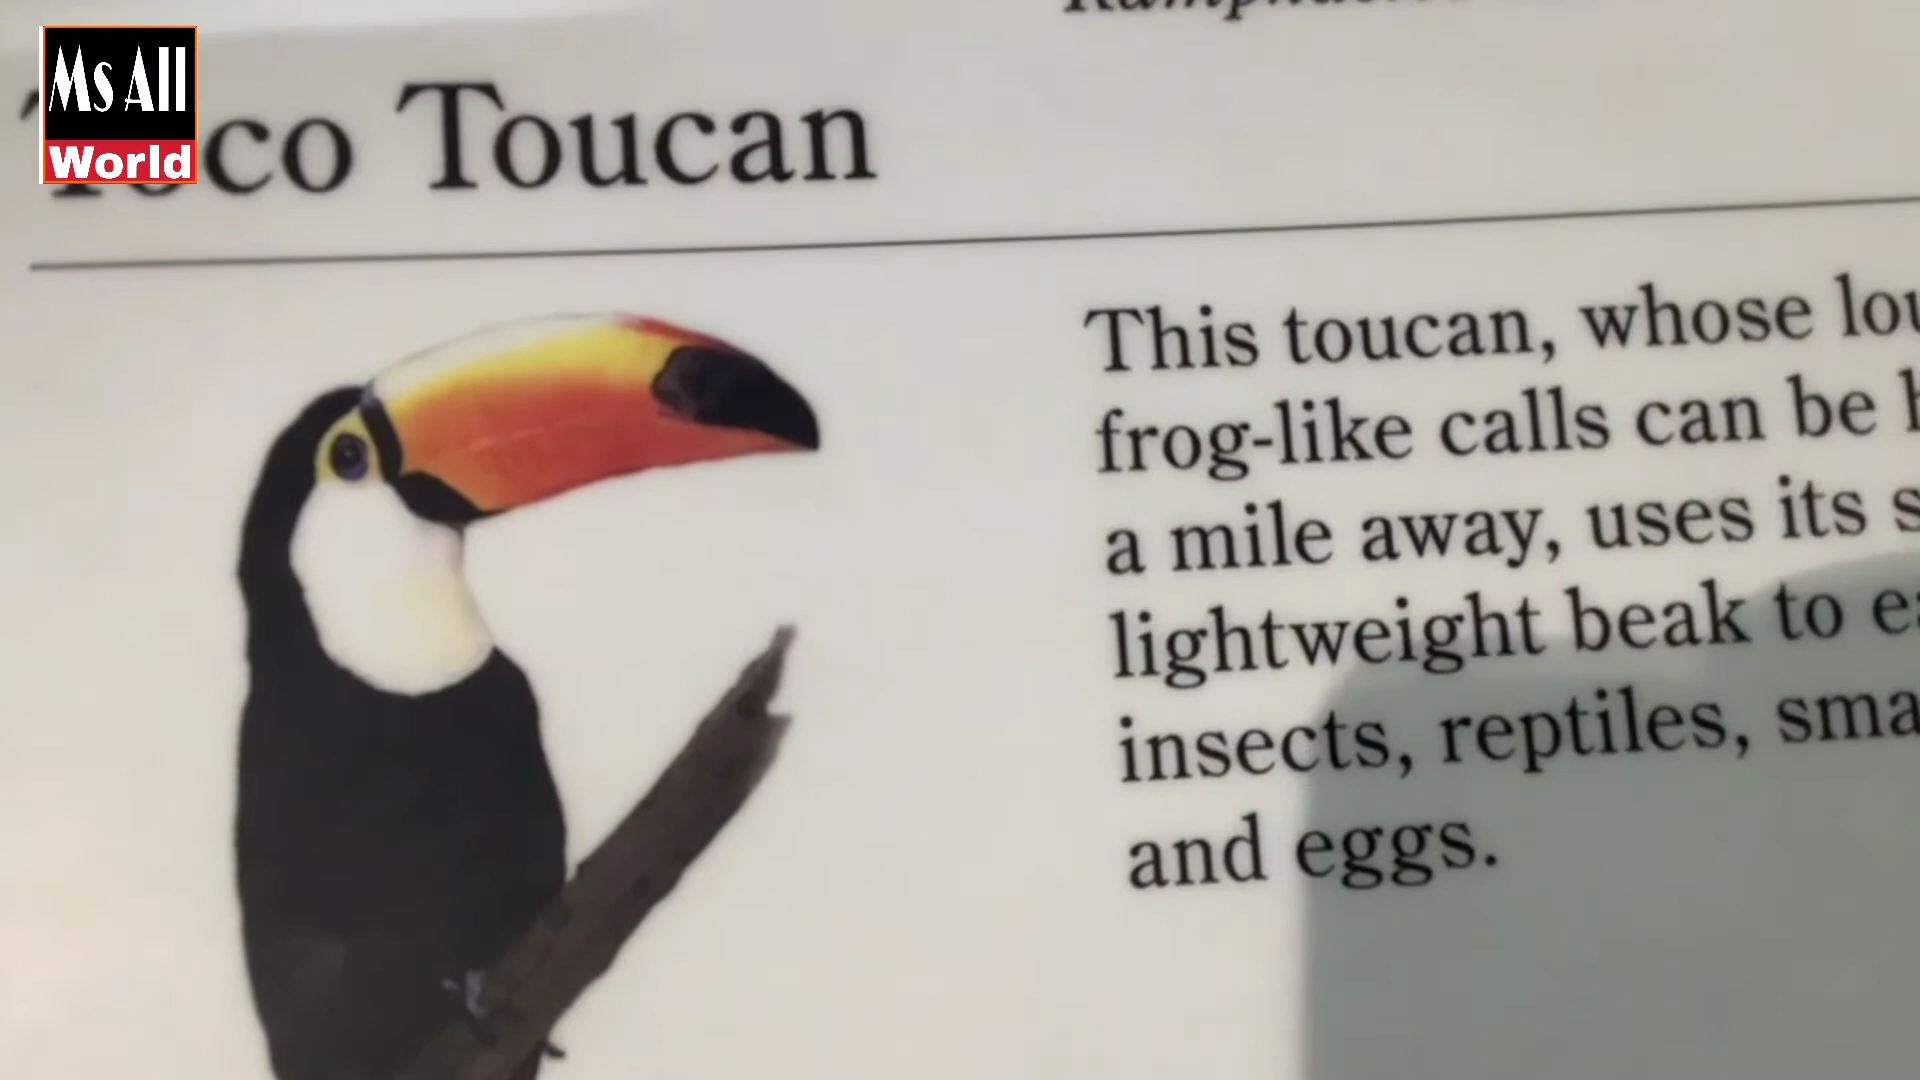 Ms All
World
Toco Toucan
This toucan, whose
frog-like calls can be
a mile away, uses its
lightweight beak to
insects, reptiles,
and eggs.